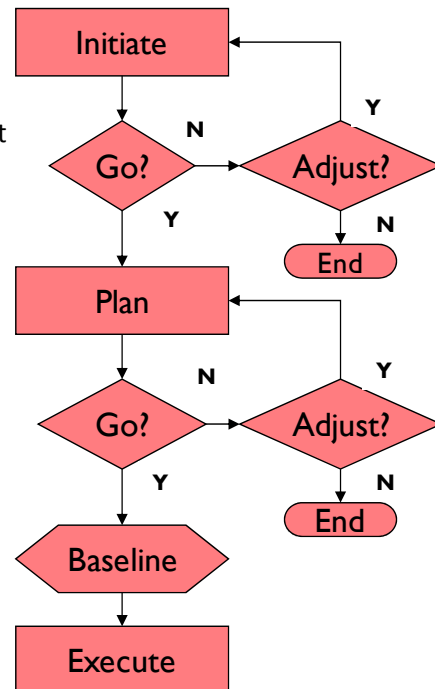 Initiate
Y
N
t
Go?
Adjust?
Y
N
End
Plan
N
Y
Go?
Adjust?
Y
N
End
Baseline
Execute